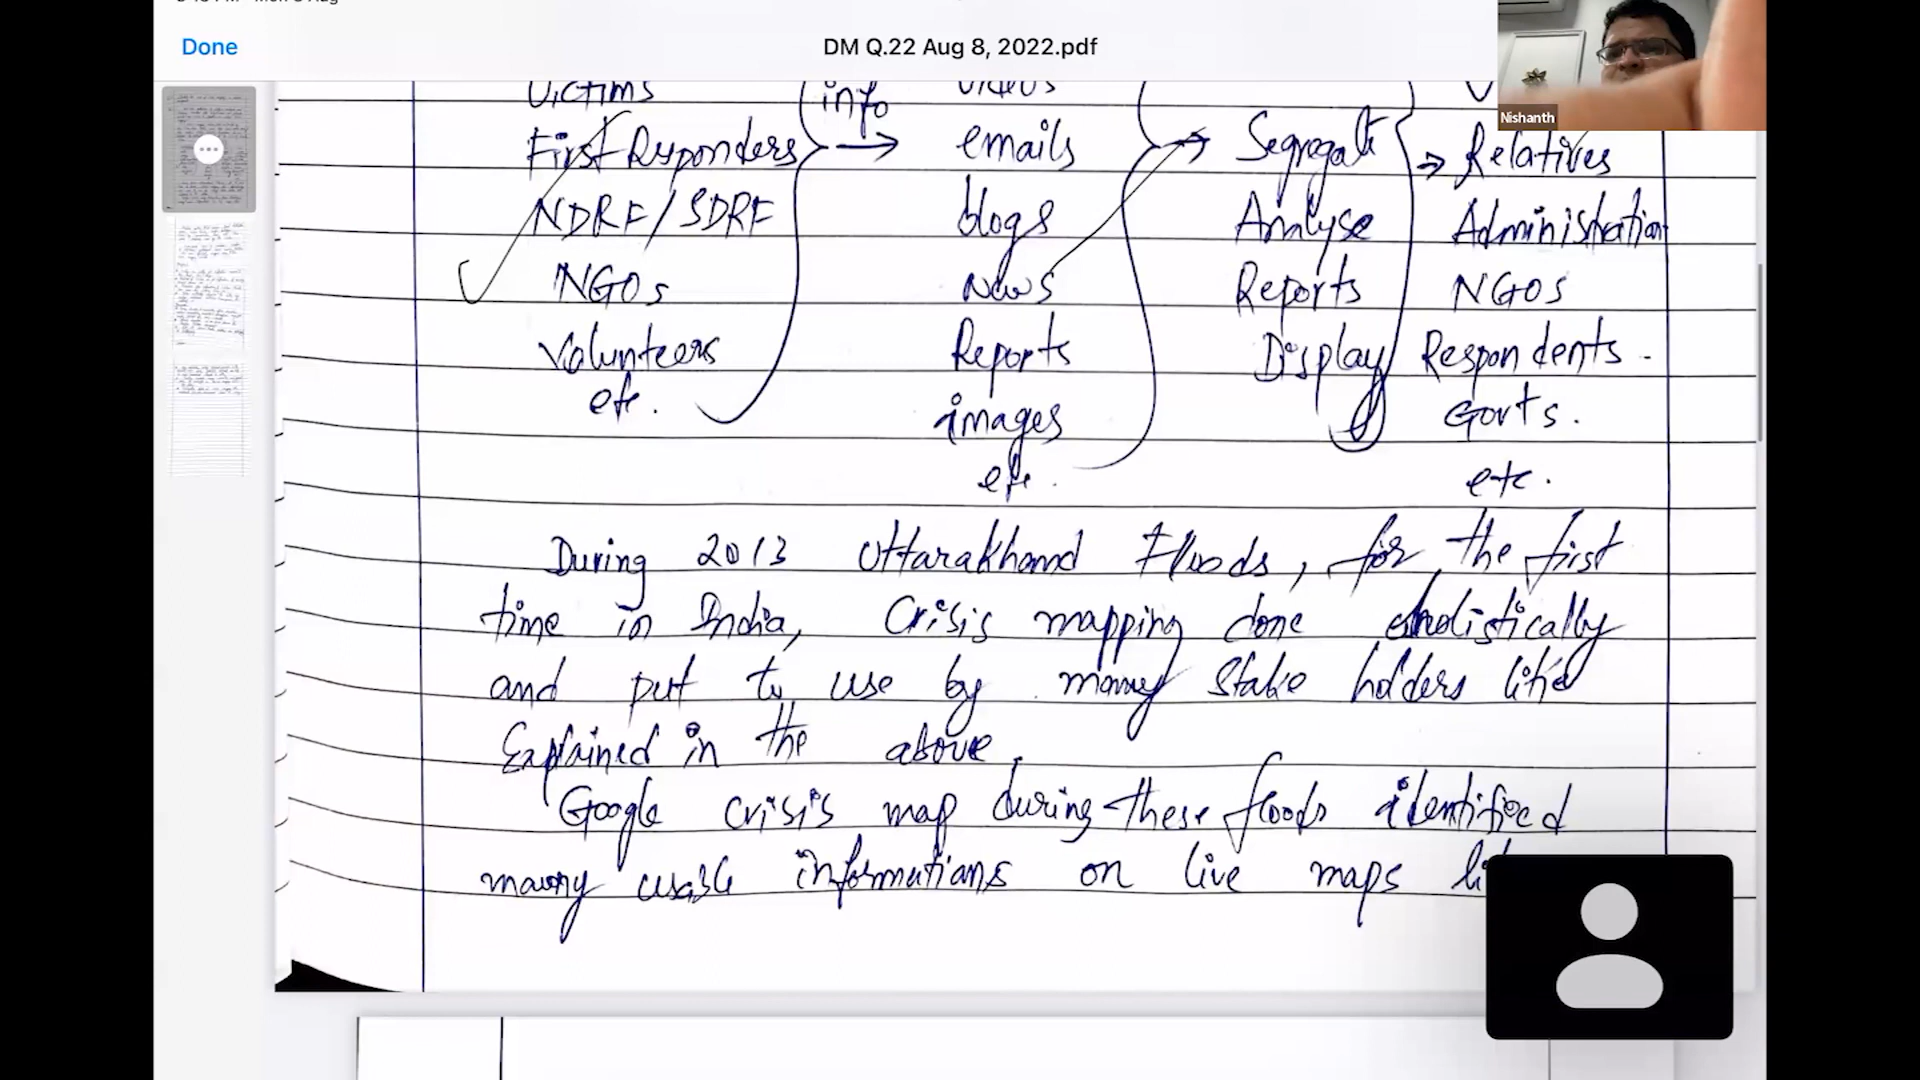 Done
DM Q.22 Aug 8, 2022.pdf
Nishanth
Victims info videos
First Responders → emails → Segregate ⇒ Relatives
NDRF/SDRF blogs Analyse Administration
NGOs News Reports NGOs
Volunteers Reports Display Respondents.
etc. images Govts.
etc. etc.
During 2013 Uttarakhand Floods, for the first
time in India, Crisis mapping done holistically
and put to use by many stake holders like
Explained in the above.
Google crisis map during these floods identified
many usable informations on live maps